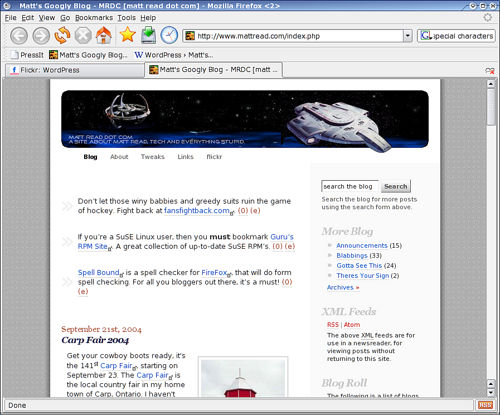 Matt's Googly Blog - MRDC [matt read dot com] - Mozilla Firefox <2>
File Edit View Go Bookmarks Tools Help
http://www.mattread.com/index.php
special characters
PressIt Matt's Googly Blog... WordPress › Matt's...
Flickr: WordPress
Matt's Googly Blog - MRDC [matt ...
MATT READ DOT COM
A SITE ABOUT MATT READ, TECH AND EVERYTHING STUPID.
Blog About Tweaks Links flickr
Don't let those winy babbies and greedy suits ruin the game
of hockey. Fight back at fansfightback.com. (0) (e)
If you're a SuSE Linux user, then you must bookmark Guru's
RPM Site. A great collection of up-to-date SuSE RPM's. (0) (e)
Spell Bound is a spell checker for FireFox, that will do form
spell checking. For all you bloggers out there, it's a must! (0)
(e)
September 21st, 2004
Carp Fair 2004
Get your cowboy boots ready, it's
the 141st Carp Fair, starting on
September 23. The Carp Fair is
the local country fair in my home
town of Carp, Ontario. I haven't
search the blog Search
Search the blog for more posts
using the search form above.
More Blog
Announcements (15)
Blabbings (33)
Gotta See This (24)
Theres Your Sign (2)
Archives »
XML Feeds
RSS | Atom
The above XML feeds are for
use in a newsreader, for
viewing posts without
returning to this site.
Blog Roll
The following is a list of blogs
Done
RSS